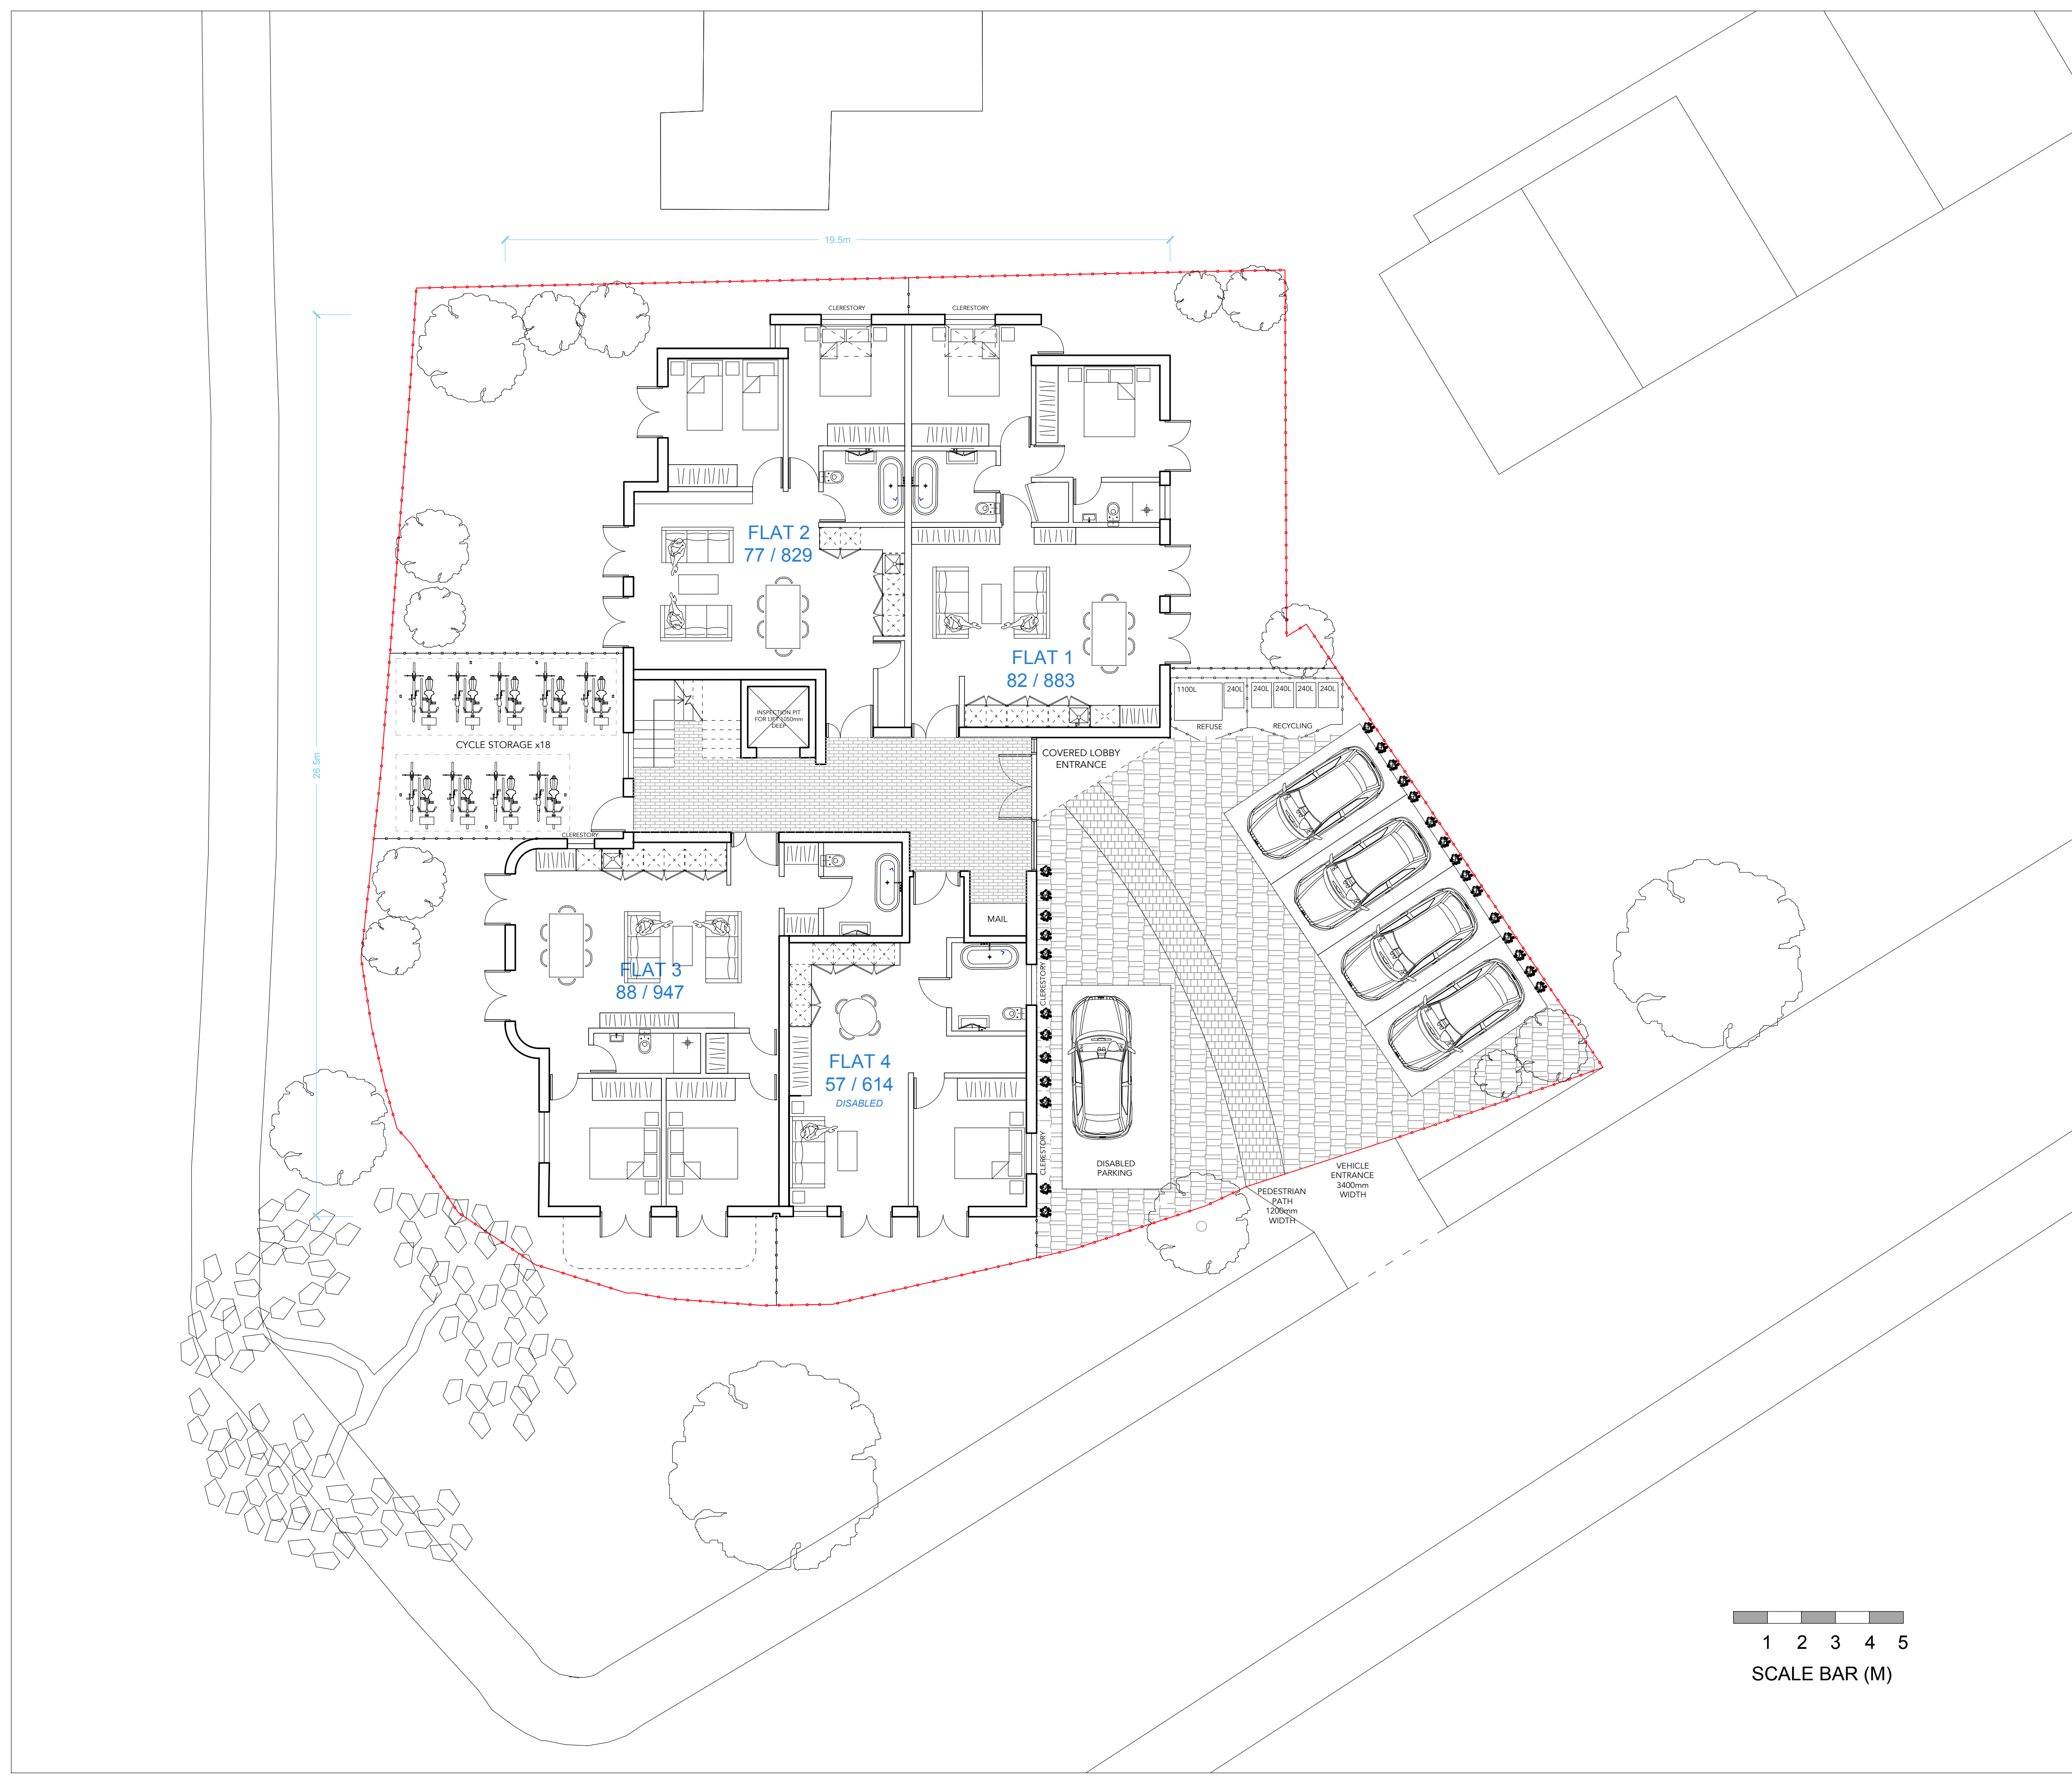 19.5m
CLERESTORY
CLERESTORY
FLAT 2
77 / 829
FLAT 1
82 / 883
1100L
240L
240L
240L
240L
240L
REFUSE
RECYCLING
INSPECTION PIT
FOR LIFT 1050mm
DEEP
CYCLE STORAGE x18
COVERED LOBBY
ENTRANCE
26.5m
CLERESTORY
MAIL
FLAT 3
88 / 947
CLERESTORY
FLAT 4
57 / 614
DISABLED
CLERESTORY
DISABLED
PARKING
VEHICLE
ENTRANCE
3400mm
WIDTH
PEDESTRIAN
PATH
1200mm
WIDTH
1 2 3 4 5
SCALE BAR (M)